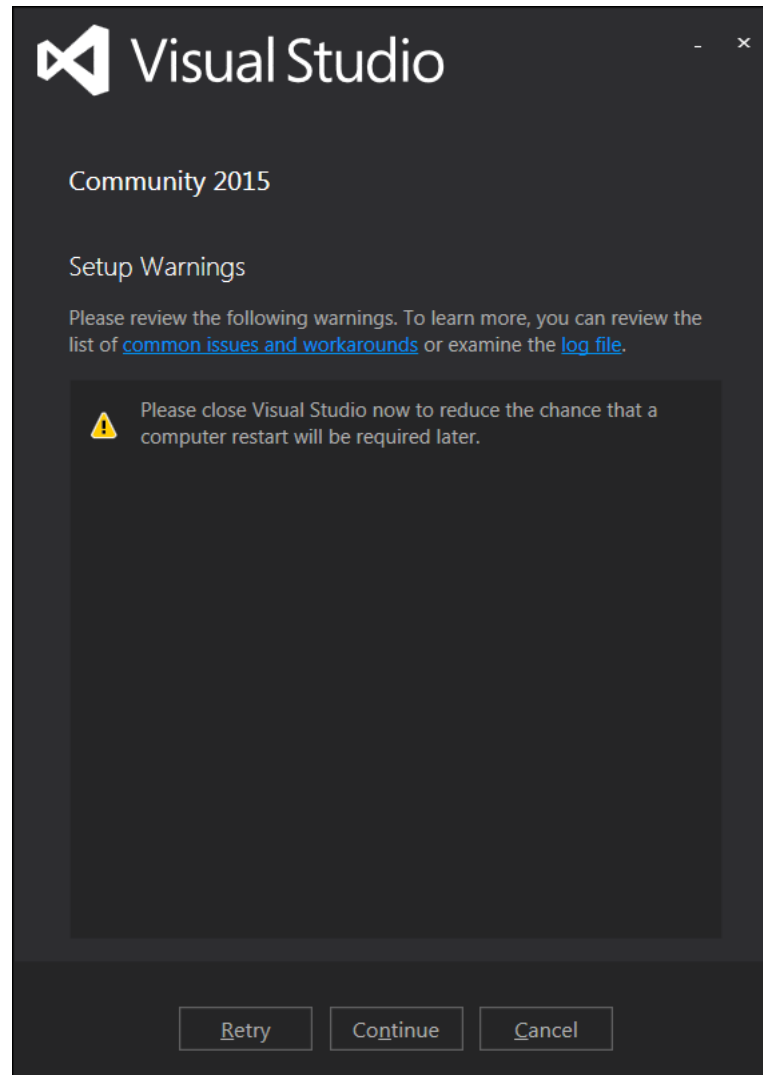 Visual Studio
Community 2015
Setup Warnings
Please review the following warnings. To learn more, you can review the
list of common issues and workarounds or examine the log file.
Please close Visual Studio now to reduce the chance that a
computer restart will be required later.
Retry Continue Cancel